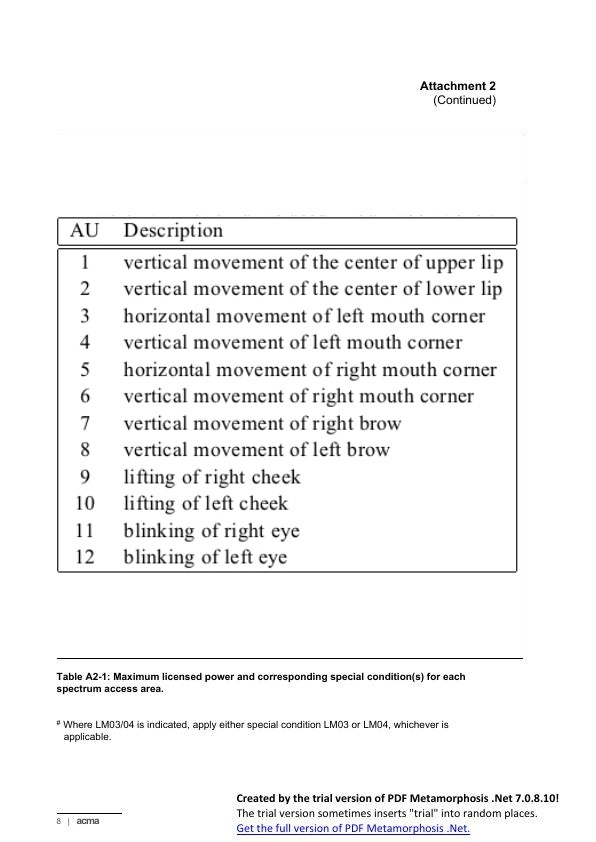 Attachment 2
(Continued)
AU Description
1 vertical movement of the center of upper lip
2 vertical movement of the center of lower lip
3 horizontal movement of left mouth corner
4 vertical movement of left mouth corner
5 horizontal movement of right mouth corner
6 vertical movement of right mouth corner
7 vertical movement of right brow
8 vertical movement of left brow
9 lifting of right cheek
10 lifting of left cheek
11 blinking of right eye
12 blinking of left eye
Table A2-1: Maximum licensed power and corresponding special condition(s) for each
spectrum access area.
# Where LM03/04 is indicated, apply either special condition LM03 or LM04, whichever is
applicable.
Created by the trial version of PDF Metamorphosis .Net 7.0.8.10!
The trial version sometimes inserts "trial" into random places.
Get the full version of PDF Metamorphosis .Net.
8 | acma